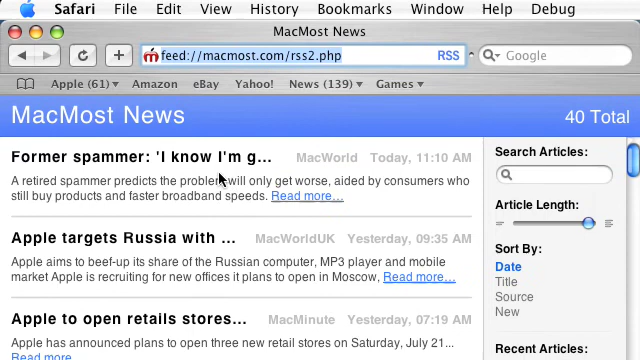 Safari File Edit View History Bookmarks Window Help Debug
MacMost News
feed://macmost.com/rss2.php RSS Google
Apple (61) Amazon eBay Yahoo! News (139) Games
MacMost News 40 Total
Former spammer: 'I know I'm g... MacWorld Today, 11:10 AM
A retired spammer predicts the problem will only get worse, aided by consumers who
still buy products and faster broadband speeds. Read more…
Apple targets Russia with ... MacWorldUK Yesterday, 09:35 AM
Apple aims to beef-up its share of the Russian computer, MP3 player and mobile
market Apple is recruiting for new offices it plans to open in Moscow, Read more…
Apple to open retails stores... MacMinute Yesterday, 07:19 AM
Apple has announced plans to open three new retail stores on Saturday, July 21...
Read more
Search Articles:
Article Length:
Sort By:
Date
Title
Source
New
Recent Articles: